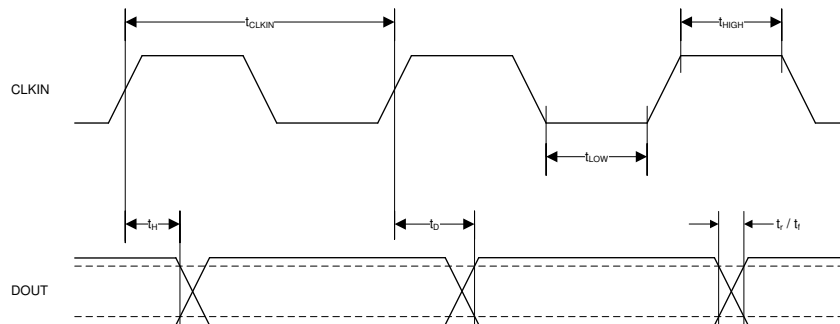 tCLKIN
tHIGH
CLKIN
tLOW
tH
tD
tr / tf
DOUT